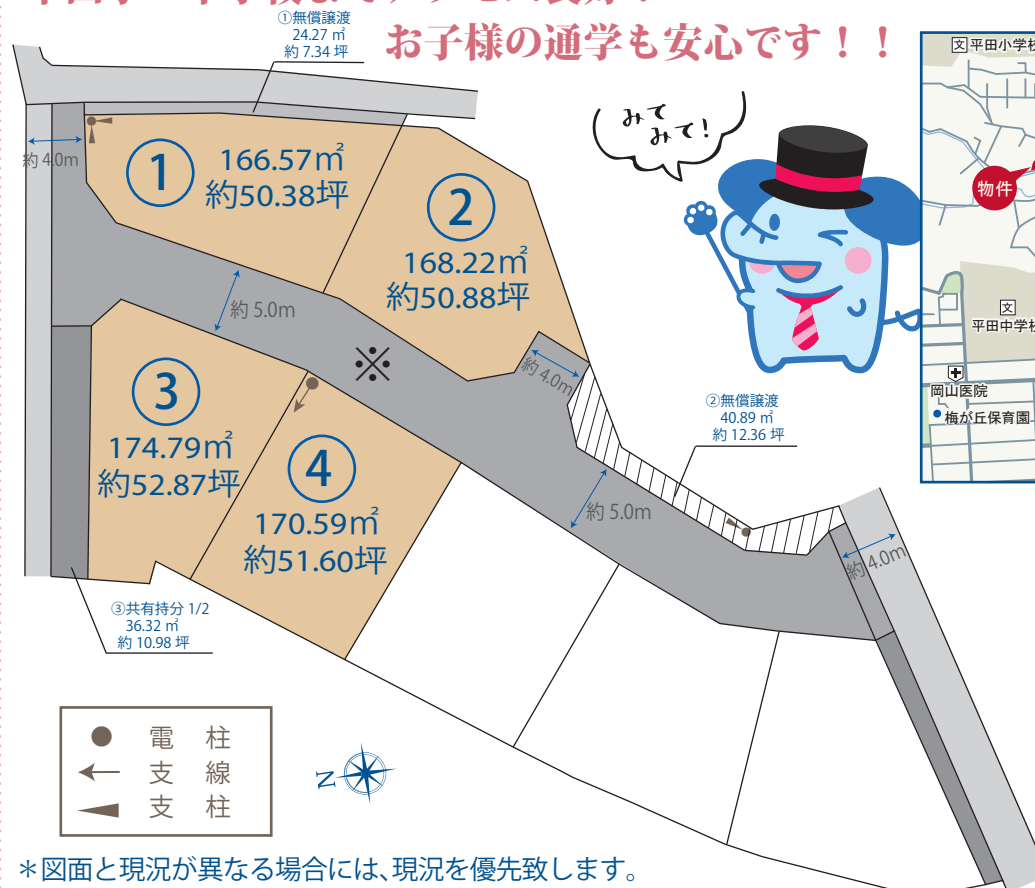 お子様の通学も安心です！！
①無償譲渡
24.27 ㎡
約 7.34 坪
みて
みて!
文 平田小学校
物件
文
平田中学校
岡山医院
梅が丘保育園
約 4.0m
① 166.57㎡
約50.38坪
②
168.22㎡
約50.88坪
約 5.0m
※
約 4.0m
③
174.79㎡
約52.87坪
④
170.59㎡
約51.60坪
②無償譲渡
40.89 ㎡
約 12.36 坪
約 5.0m
約 4.0m
③共有持分 1/2
36.32 ㎡
約 10.98 坪
電 柱
支 線
支 柱
N
＊図面と現況が異なる場合には、現況を優先致します。